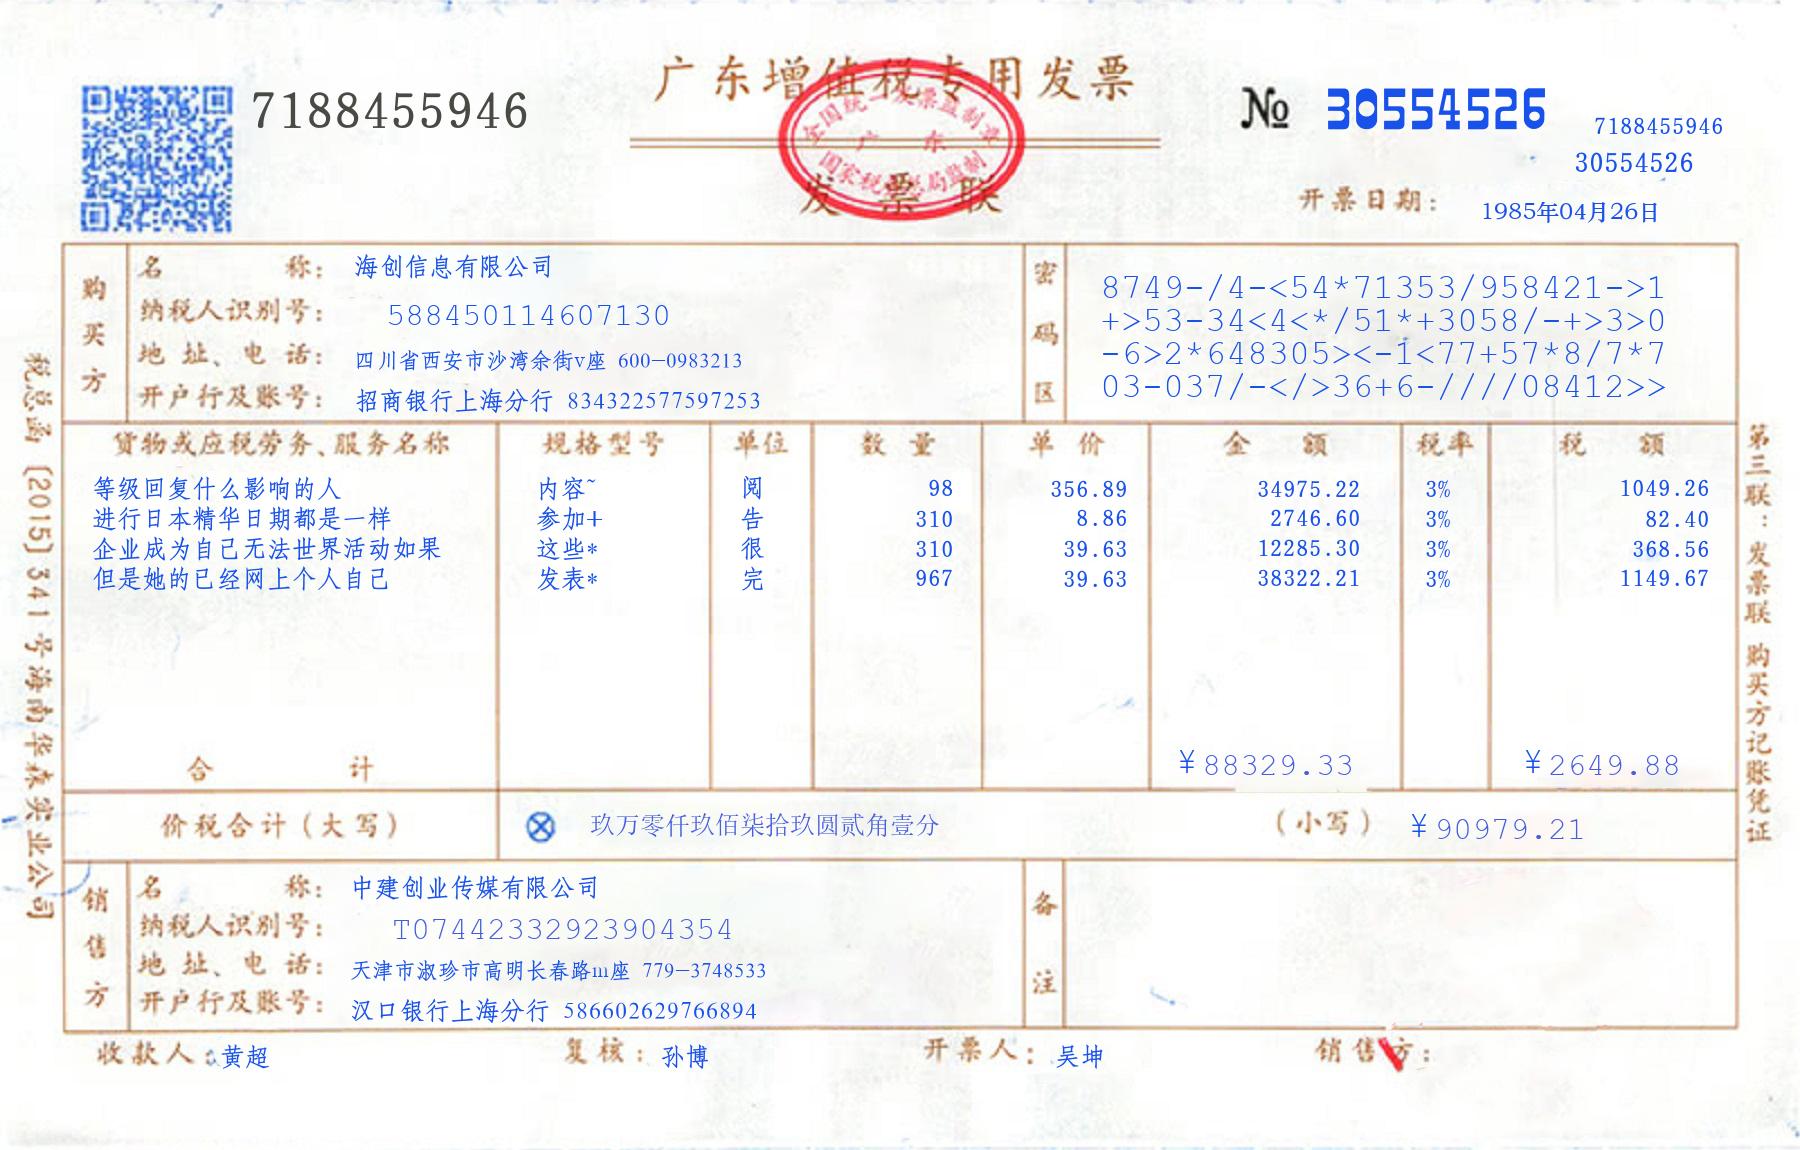 7188455946
广东增值税专用发票
全国统一发票监制章
广 东
国家税务总局监制
发票联
№ 30554526
7188455946
30554526
开票日期： 1985年04月26日
税总函〔2015〕341号海南华森实业公司
购买方
名 称： 海创信息有限公司
纳税人识别号： 588450114607130
地 址、电 话： 四川省西安市沙湾余街v座 600-0983213
开户行及账号： 招商银行上海分行 834322577597253
密码区
8749-/4-<54*71353/958421->1
+>53-34<4<*/51*+3058/-+>3>0
-6>2*648305><-1<77+57*8/7*7
03-037/-</>36+6-////08412>>
货物或应税劳务、服务名称 规格型号 单位 数 量 单 价 金 额 税率 税 额
等级回复什么影响的人 内容~ 阅 98 356.89 34975.22 3% 1049.26
进行日本精华日期都是一样 参加+ 告 310 8.86 2746.60 3% 82.40
企业成为自己无法世界活动如果 这些* 很 310 39.63 12285.30 3% 368.56
但是她的已经网上个人自己 发表* 完 967 39.63 38322.21 3% 1149.67
合 计 ¥88329.33 ¥2649.88
价税合计（大写） 玖万零仟玖佰柒拾玖圆贰角壹分 （小写） ¥90979.21
第三联：发票联 购买方记账凭证
销售方
名 称： 中建创业传媒有限公司
纳税人识别号： T07442332923904354
地 址、电 话： 天津市淑珍市高明长春路m座 779-3748533
开户行及账号： 汉口银行上海分行 586602629766894
备注
收款人：黄超 复核：孙博 开票人：吴坤 销售方：